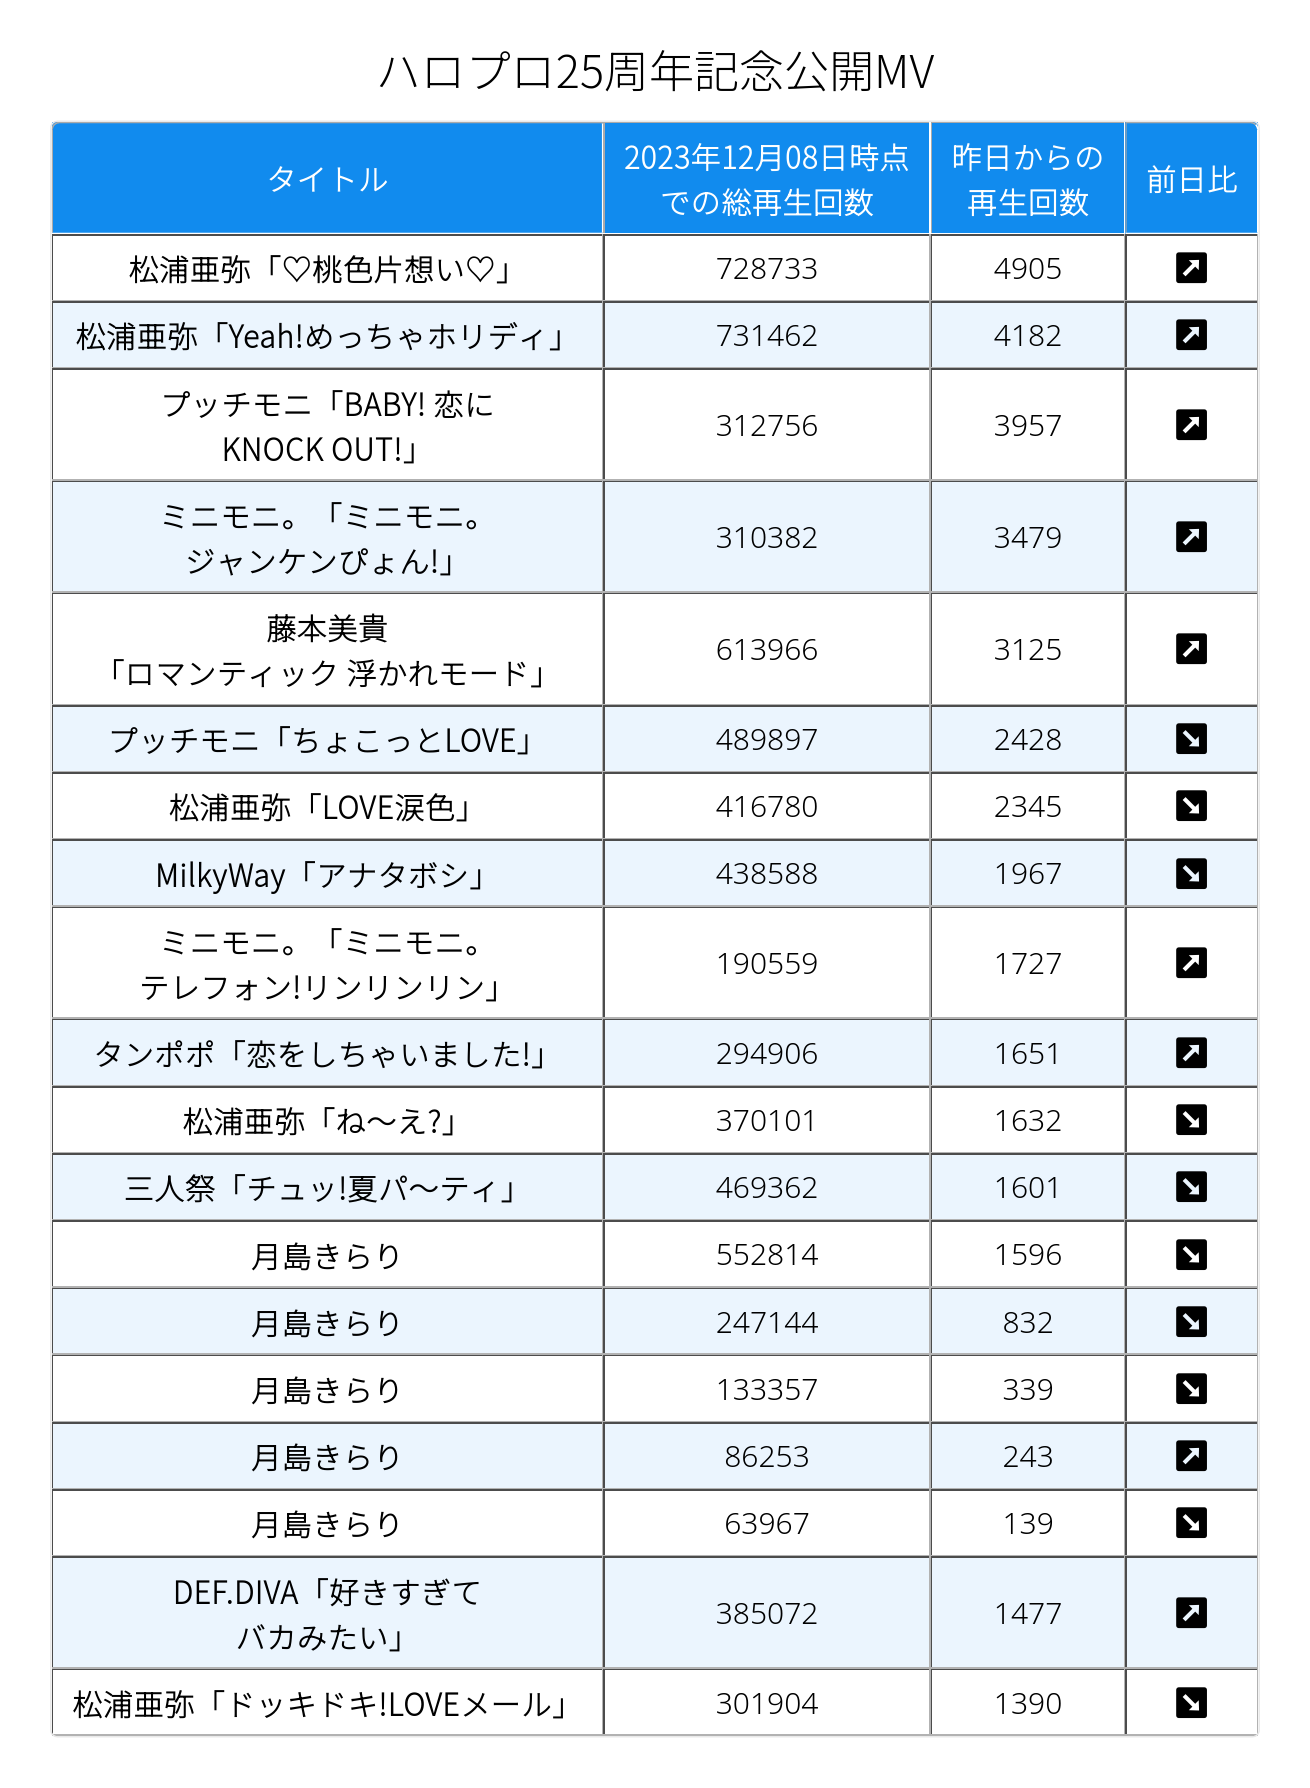 ハロプロ25周年記念公開MV
タイトル
2023年12月08日時点
での総再生回数
昨日からの
再生回数
前日比
松浦亜弥「♡桃色片想い♡」 728733 4905 ↗
松浦亜弥「Yeah!めっちゃホリディ」 731462 4182 ↗
プッチモニ「BABY! 恋に
KNOCK OUT!」 312756 3957 ↗
ミニモニ。「ミニモニ。
ジャンケンぴょん!」 310382 3479 ↗
藤本美貴
「ロマンティック 浮かれモード」 613966 3125 ↗
プッチモニ「ちょこっとLOVE」 489897 2428 ↘
松浦亜弥「LOVE涙色」 416780 2345 ↘
MilkyWay「アナタボシ」 438588 1967 ↘
ミニモニ。「ミニモニ。
テレフォン!リンリンリン」 190559 1727 ↗
タンポポ「恋をしちゃいました!」 294906 1651 ↗
松浦亜弥「ね〜え?」 370101 1632 ↘
三人祭「チュッ!夏パ〜ティ」 469362 1601 ↘
月島きらり 552814 1596 ↘
月島きらり 247144 832 ↘
月島きらり 133357 339 ↘
月島きらり 86253 243 ↗
月島きらり 63967 139 ↘
DEF.DIVA「好きすぎて
バカみたい」 385072 1477 ↗
松浦亜弥「ドッキドキ!LOVEメール」 301904 1390 ↘